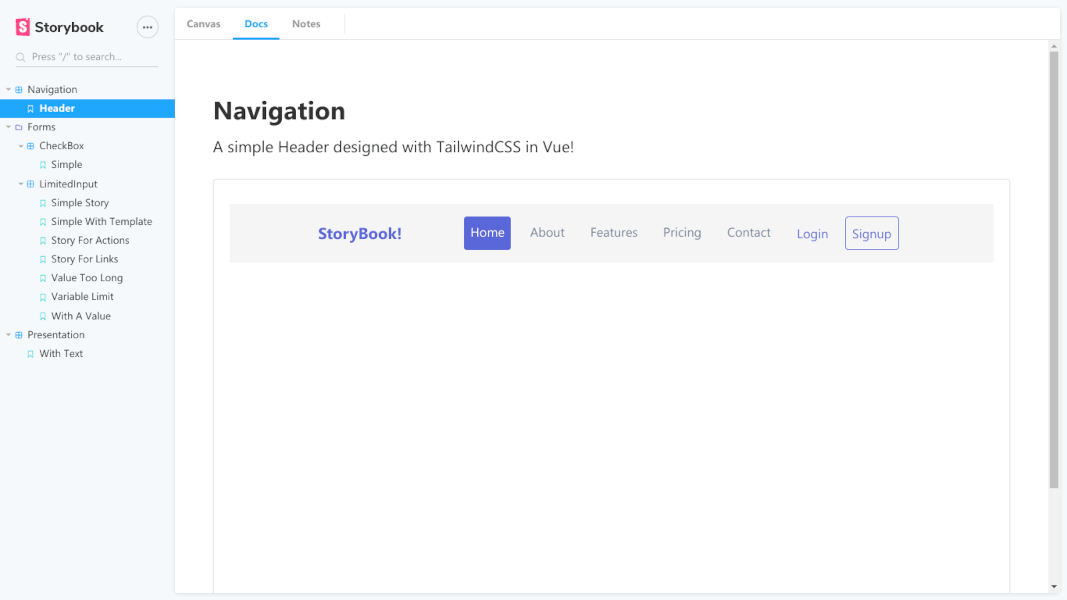 Storybook
Press "/" to search...
Navigation
Header
Forms
CheckBox
Simple
LimitedInput
Simple Story
Simple With Template
Story For Actions
Story For Links
Value Too Long
Variable Limit
With A Value
Presentation
With Text
Canvas Docs Notes
Navigation
A simple Header designed with TailwindCSS in Vue!
StoryBook! Home About Features Pricing Contact Login Signup